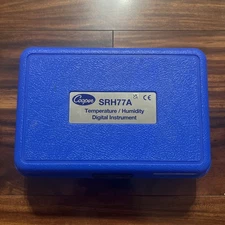 Cooper SRH77A CE
Temperature / Humidity
Digital Instrument